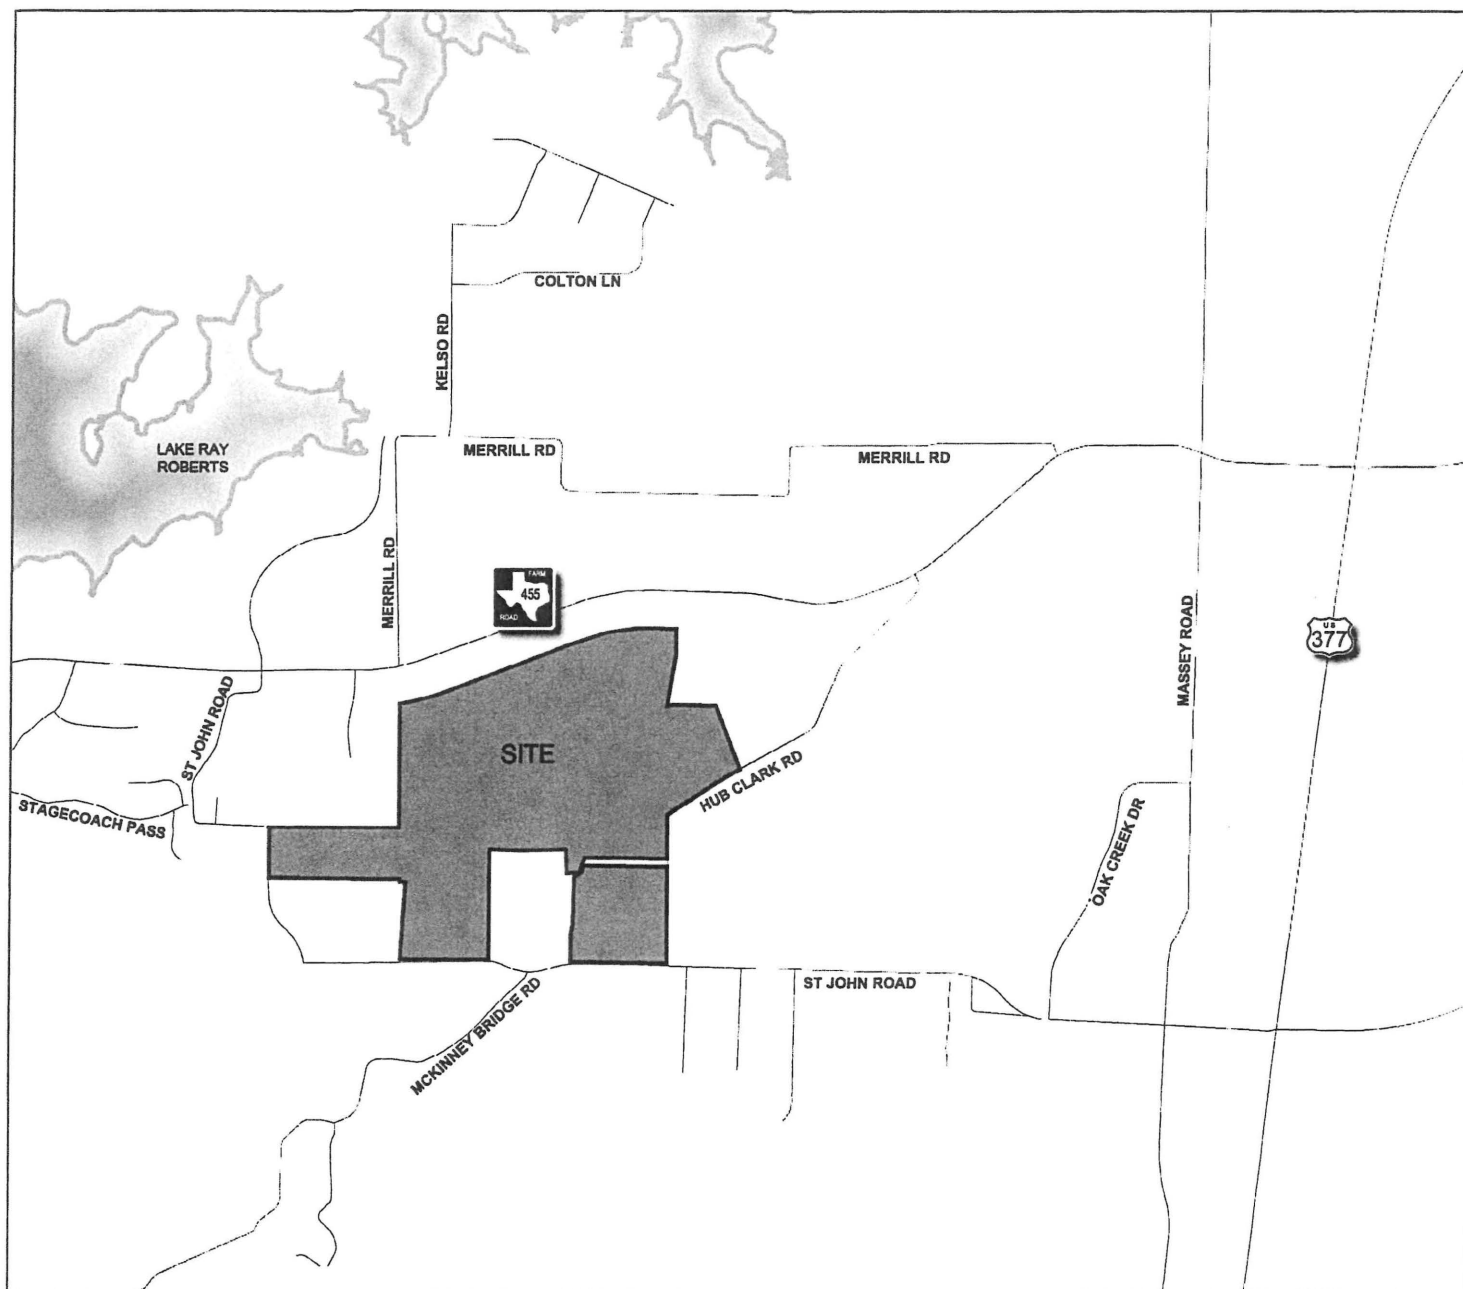 COLTON LN
KELSO RD
LAKE RAY
ROBERTS
MERRILL RD
MERRILL RD
MERRILL RD
FARM
455
ROAD
MASSEY ROAD
US
377
ST JOHN ROAD
SITE
HUB CLARK RD
STAGECOACH PASS
OAK CREEK DR
ST JOHN ROAD
MCKINNEY BRIDGE RD